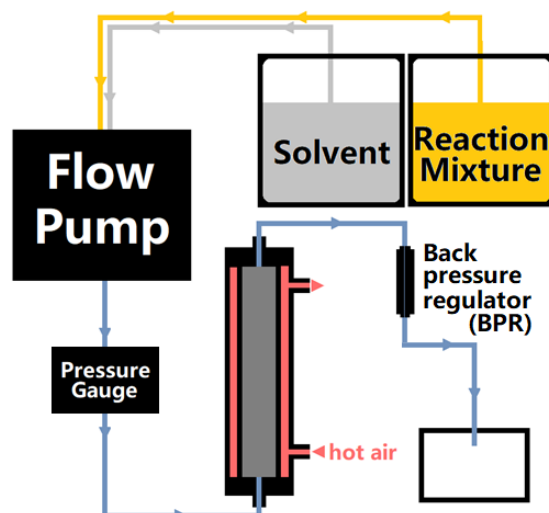 Solvent
Reaction
Mixture
Flow
Pump
Back
pressure
regulator
(BPR)
Pressure
Gauge
hot air